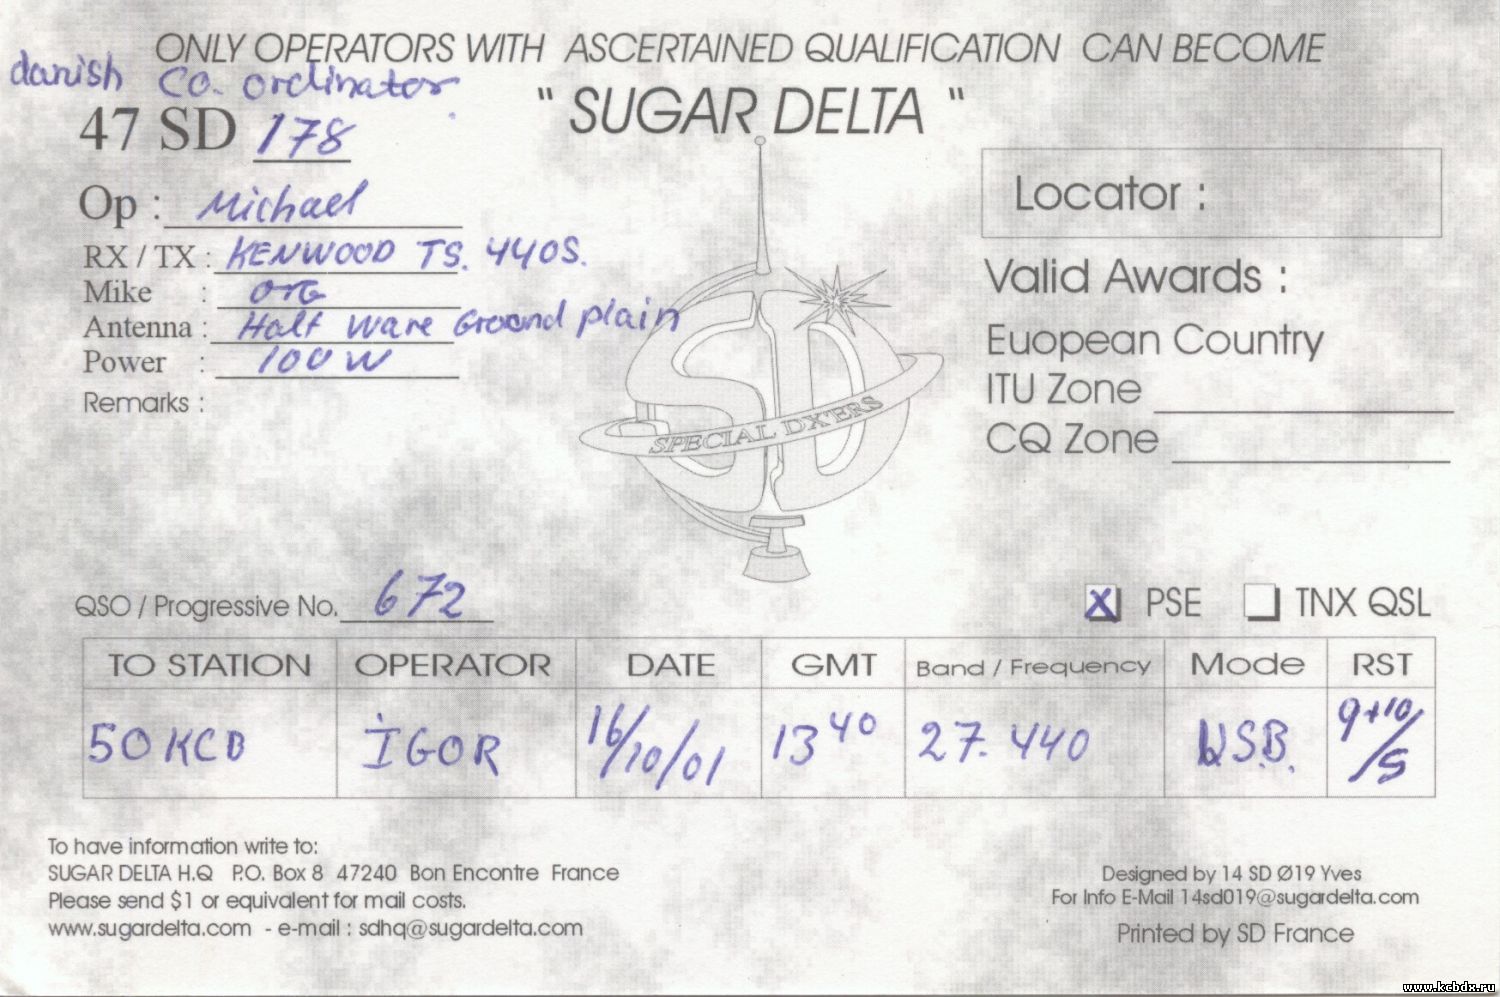 ONLY OPERATORS WITH ASCERTAINED QUALIFICATION CAN BECOME
danish Co. ordinator
" SUGAR DELTA "
47 SD 178
Op : Michael
RX / TX : KENWOOD TS. 440S.
Mike : ORG
Antenna : Half Ware Ground plain
Power : 100 W
Remarks :
Locator :
Valid Awards :
Euopean Country
ITU Zone
CQ Zone
SD
SPECIAL DX'ERS
QSO / Progressive No. 672
X PSE TNX QSL
TO STATION OPERATOR DATE GMT Band / Frequency Mode RST
50 KCD IGOR 16/10/01 13 40 27. 440 U.S.B. 9+10/5
To have information write to:
SUGAR DELTA H.Q P.O. Box 8 47240 Bon Encontre France
Please send $1 or equivalent for mail costs.
www.sugardelta.com - e-mail : sdhq@sugardelta.com
Designed by 14 SD Ø19 Yves
For Info E-Mail 14sd019@sugardelta.com
Printed by SD France
www.kcbdx.ru